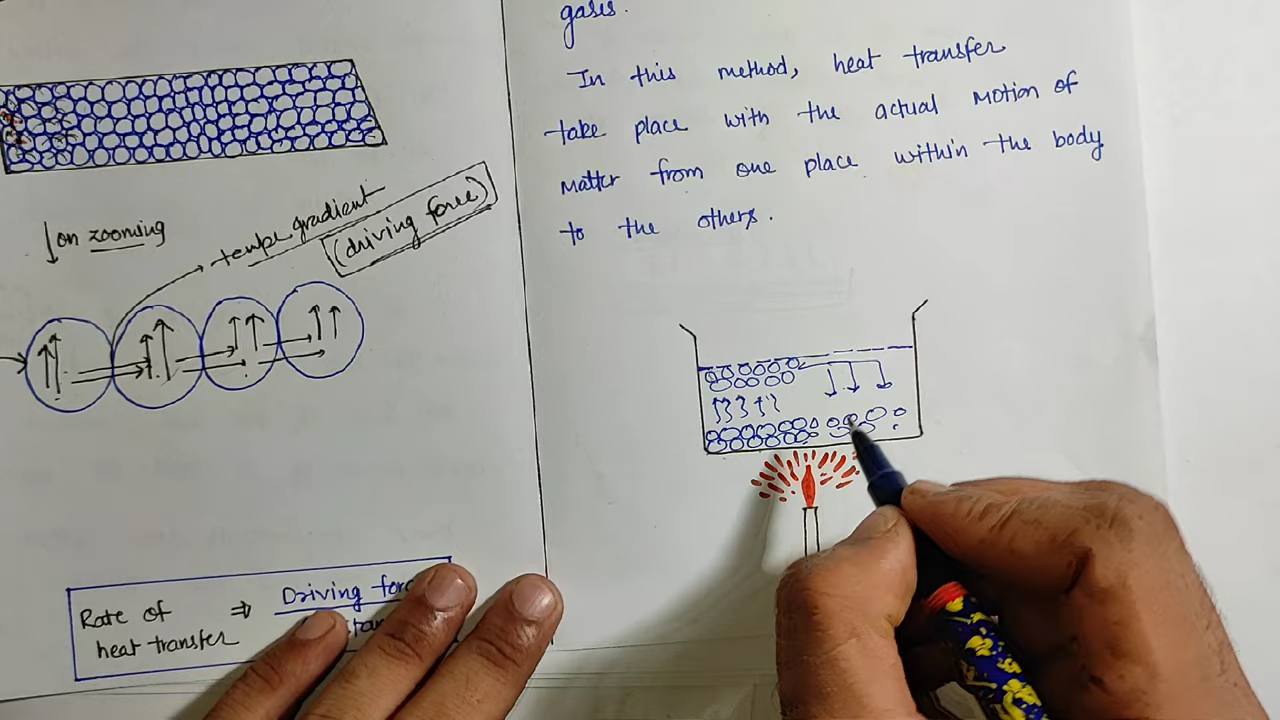 ↓on zooming
tempe gradient
(driving force)
Rate of
heat transfer
⇒
Driving
gases.
In this method, heat transfer
take place with the actual motion of
matter from one place within the body
to the others.